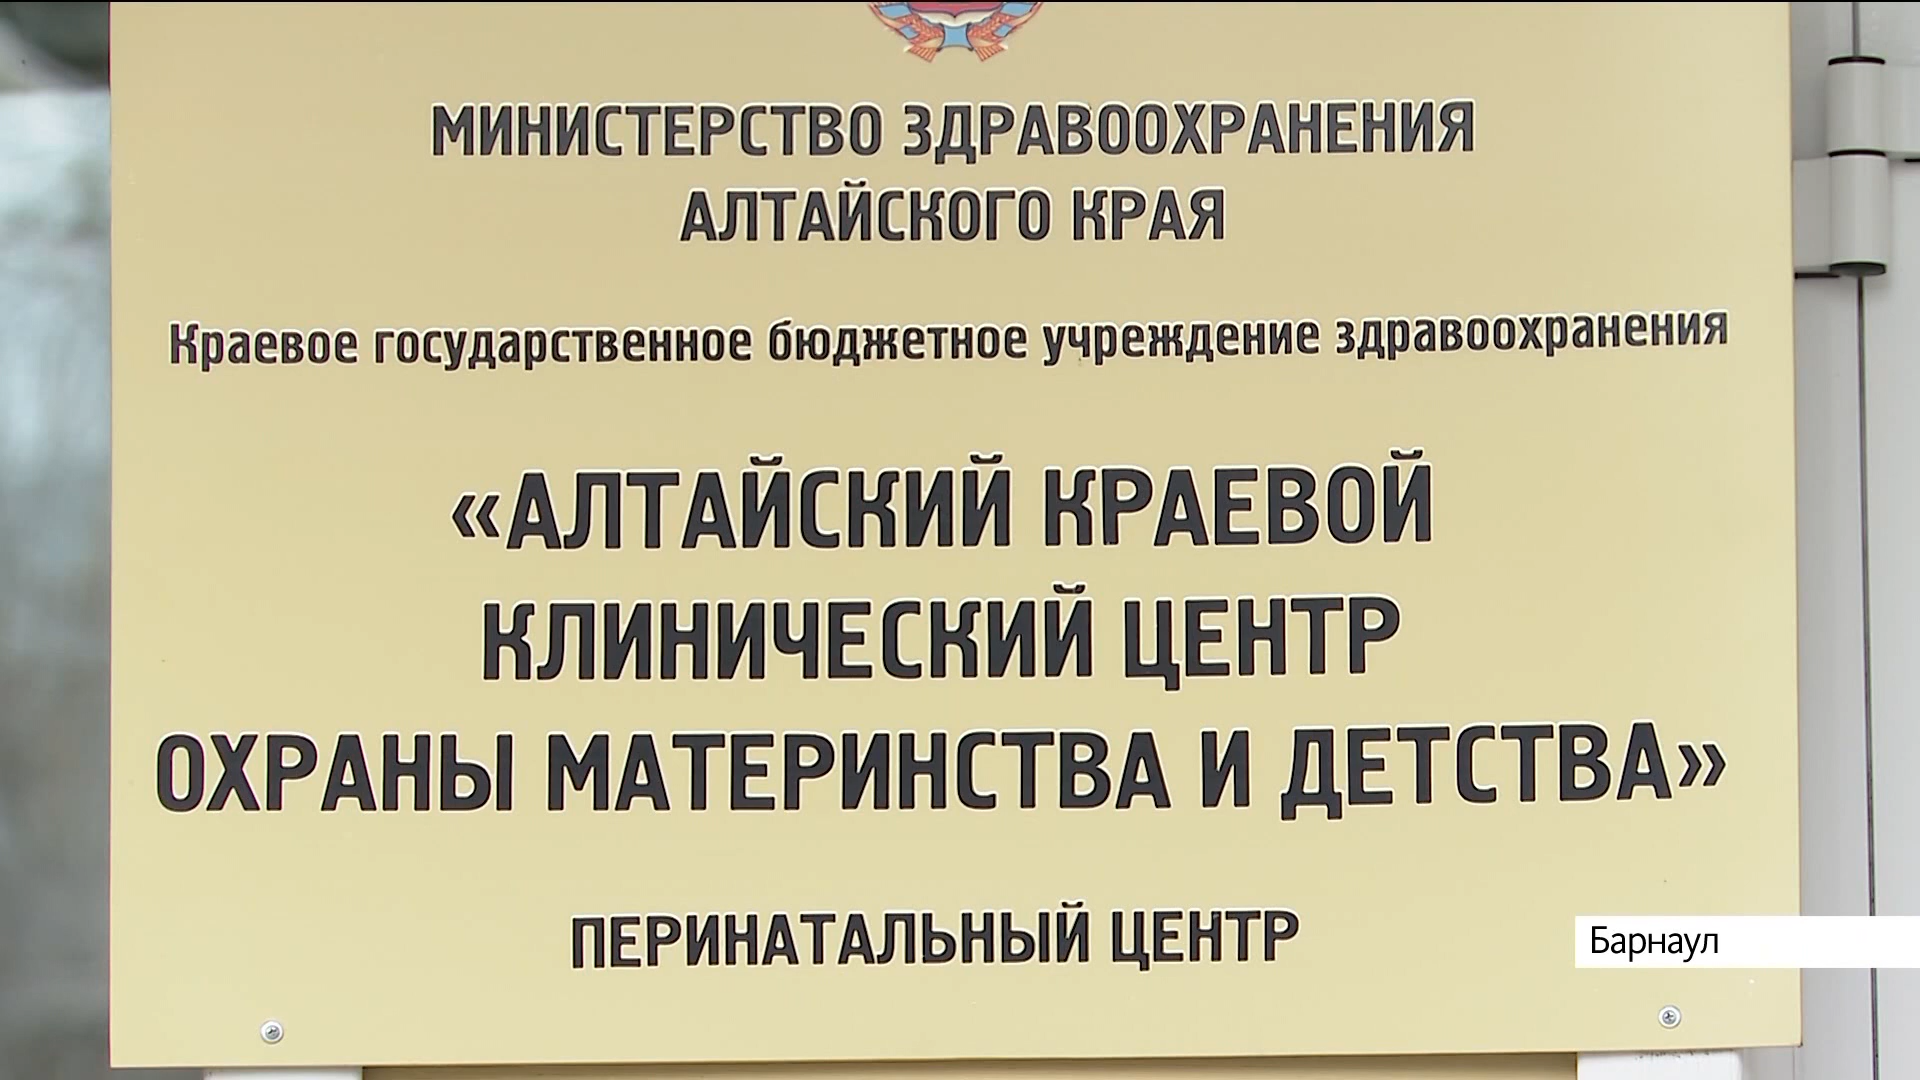 МИНИСТЕРСТВО ЗДРАВООХРАНЕНИЯ
АЛТАЙСКОГО КРАЯ
Краевое государственное бюджетное учреждение здравоохранения
«АЛТАЙСКИЙ КРАЕВОЙ
КЛИНИЧЕСКИЙ ЦЕНТР
ОХРАНЫ МАТЕРИНСТВА И ДЕТСТВА»
ПЕРИНАТАЛЬНЫЙ ЦЕНТР
Барнаул